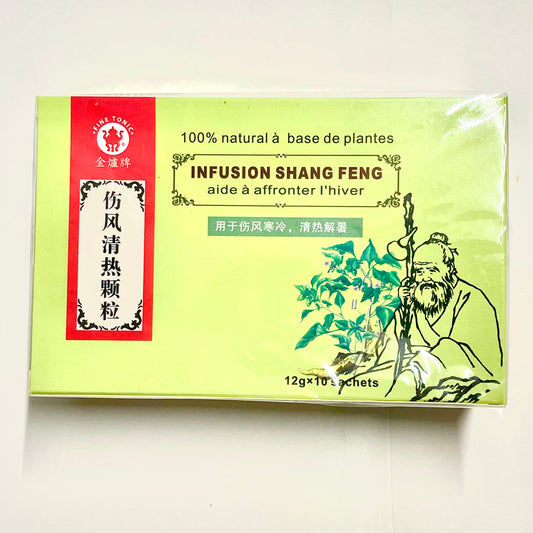 FINE TONIC
®
金爐牌
伤风清热颗粒
100% natural à base de plantes
INFUSION SHANG FENG
aide à affronter l'hiver
用于伤风寒冷，清热解暑
12g×10 sachets